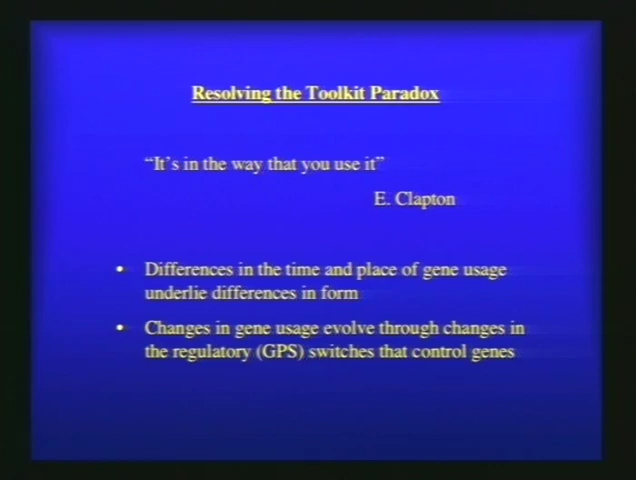 Resolving the Toolkit Paradox
“It’s in the way that you use it”
E. Clapton
• Differences in the time and place of gene usage
underlie differences in form
• Changes in gene usage evolve through changes in
the regulatory (GPS) switches that control genes